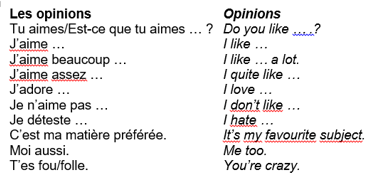 Les opinions Opinions
Tu aimes/Est-ce que tu aimes … ? Do you like … .?
J'aime … I like …
J'aime beaucoup … I like … a lot.
J'aime assez … I quite like …
J'adore … I love …
Je n'aime pas … I don't like …
Je déteste … I hate …
C'est ma matière préférée. It's my favourite subject.
Moi aussi. Me too.
T'es fou/folle. You're crazy.